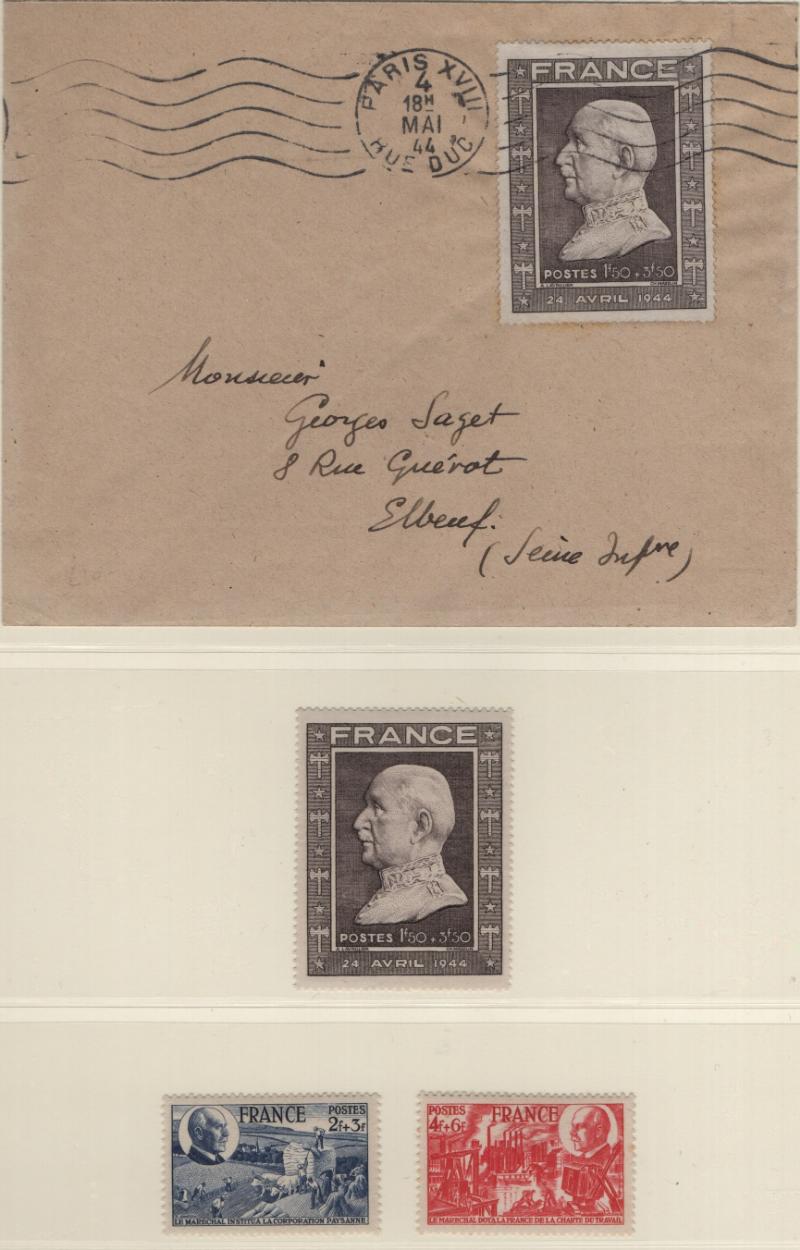 PARIS XVIII
4
18H
MAI
44
RUE DUC
FRANCE
POSTES 1f50 + 3f50
24 AVRIL 1944
Monsieur
Georges Saget
8 Rue Guérot
Elbeuf.
(Seine Infre)
FRANCE
POSTES 1f50 + 3f50
24 AVRIL 1944
FRANCE POSTES
2f+3f
LE MARECHAL INSTITUA LA CORPORATION PAYSANNE
POSTES FRANCE
4f+6f
LE MARECHAL DOTA LA FRANCE DE LA CHARTE DU TRAVAIL